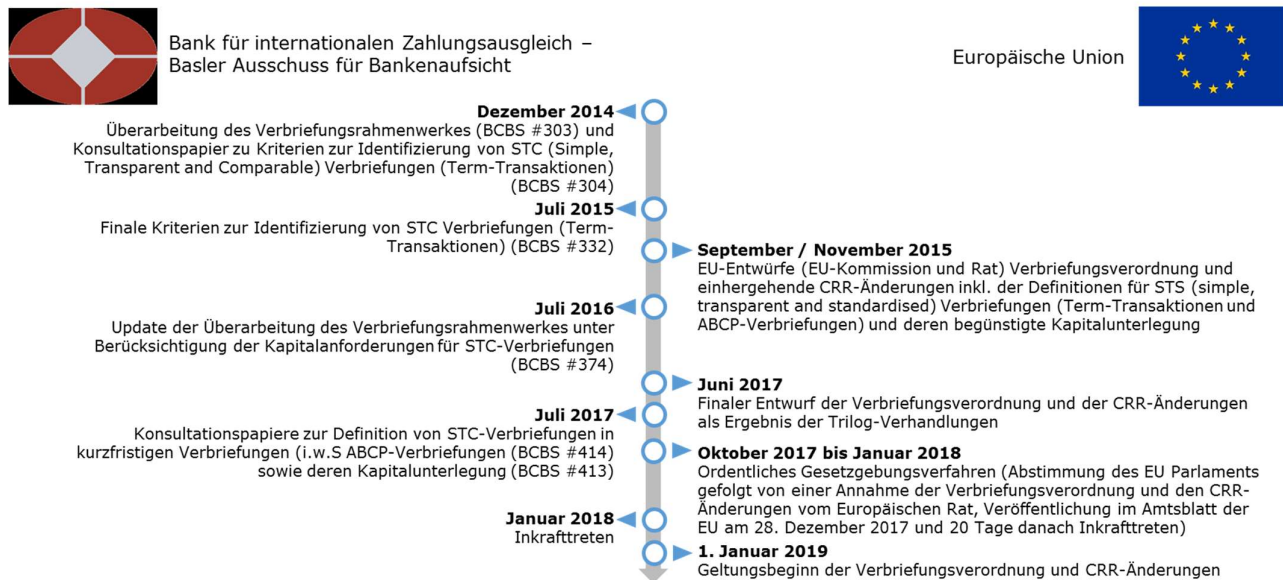 Bank für internationalen Zahlungsausgleich –
Basler Ausschuss für Bankenaufsicht
Europäische Union
Dezember 2014
Überarbeitung des Verbriefungsrahmenwerkes (BCBS #303) und
Konsultationspapier zu Kriterien zur Identifizierung von STC (Simple,
Transparent and Comparable) Verbriefungen (Term-Transaktionen)
(BCBS #304)
Juli 2015
Finale Kriterien zur Identifizierung von STC Verbriefungen (Term-
Transaktionen) (BCBS #332)
September / November 2015
EU-Entwürfe (EU-Kommission und Rat) Verbriefungsverordnung und
einhergehende CRR-Änderungen inkl. der Definitionen für STS (simple,
transparent and standardised) Verbriefungen (Term-Transaktionen und
ABCP-Verbriefungen) und deren begünstigte Kapitalunterlegung
Juli 2016
Update der Überarbeitung des Verbriefungsrahmenwerkes unter
Berücksichtigung der Kapitalanforderungen für STC-Verbriefungen
(BCBS #374)
Juni 2017
Finaler Entwurf der Verbriefungsverordnung und der CRR-Änderungen
als Ergebnis der Trilog-Verhandlungen
Juli 2017
Konsultationspapiere zur Definition von STC-Verbriefungen in
kurzfristigen Verbriefungen (i.w.S ABCP-Verbriefungen (BCBS #414)
sowie deren Kapitalunterlegung (BCBS #413)
Oktober 2017 bis Januar 2018
Ordentliches Gesetzgebungsverfahren (Abstimmung des EU Parlaments
gefolgt von einer Annahme der Verbriefungsverordnung und den CRR-
Änderungen vom Europäischen Rat, Veröffentlichung im Amtsblatt der
EU am 28. Dezember 2017 und 20 Tage danach Inkrafttreten)
Januar 2018
Inkrafttreten
1. Januar 2019
Geltungsbeginn der Verbriefungsverordnung und CRR-Änderungen